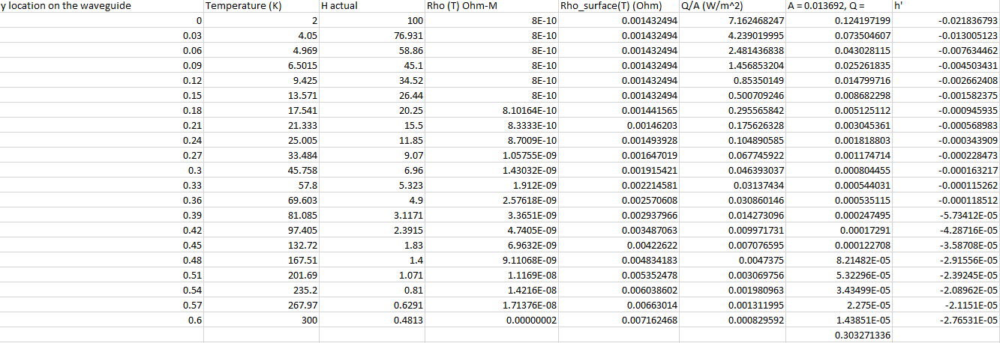 y location on the waveguide Temperature (K) H actual Rho (T) Ohm-M Rho_surface(T) (Ohm) Q/A (W/m^2) A = 0.013692, Q = h'
0 2 100 8E-10 0.001432494 7.162468247 0.124197199 -0.021836793
0.03 4.05 76.931 8E-10 0.001432494 4.239019995 0.073504607 -0.013005123
0.06 4.969 58.86 8E-10 0.001432494 2.481436838 0.043028115 -0.007634462
0.09 6.5015 45.1 8E-10 0.001432494 1.456853204 0.025261835 -0.004503431
0.12 9.425 34.52 8E-10 0.001432494 0.85350149 0.014799716 -0.002662408
0.15 13.571 26.44 8E-10 0.001432494 0.500709246 0.008682298 -0.001582375
0.18 17.541 20.25 8.10164E-10 0.001441565 0.295565842 0.005125112 -0.000945935
0.21 21.333 15.5 8.3333E-10 0.00146203 0.175626328 0.003045361 -0.000568983
0.24 25.005 11.85 8.7009E-10 0.001493928 0.104890585 0.001818803 -0.000343909
0.27 33.484 9.07 1.05755E-09 0.001647019 0.067745922 0.001174714 -0.000228473
0.3 45.758 6.96 1.43032E-09 0.001915421 0.046393037 0.000804455 -0.000163217
0.33 57.8 5.323 1.912E-09 0.002214581 0.03137434 0.000544031 -0.000115262
0.36 69.603 4.9 2.57618E-09 0.002570608 0.030860146 0.000535115 -0.000118512
0.39 81.085 3.1171 3.3651E-09 0.002937966 0.014273096 0.000247495 -5.73412E-05
0.42 97.405 2.3915 4.7405E-09 0.003487063 0.009971731 0.00017291 -4.28716E-05
0.45 132.72 1.83 6.9632E-09 0.00422622 0.007076595 0.000122708 -3.58708E-05
0.48 167.51 1.4 9.11068E-09 0.004834183 0.0047375 8.21482E-05 -2.91556E-05
0.51 201.69 1.071 1.1169E-08 0.005352478 0.003069756 5.32296E-05 -2.39245E-05
0.54 235.2 0.81 1.4216E-08 0.006038602 0.001980963 3.43499E-05 -2.08962E-05
0.57 267.97 0.6291 1.71376E-08 0.00663014 0.001311995 2.275E-05 -2.1151E-05
0.6 300 0.4813 0.00000002 0.007162468 0.000829592 1.43851E-05 -2.76531E-05
0.303271336